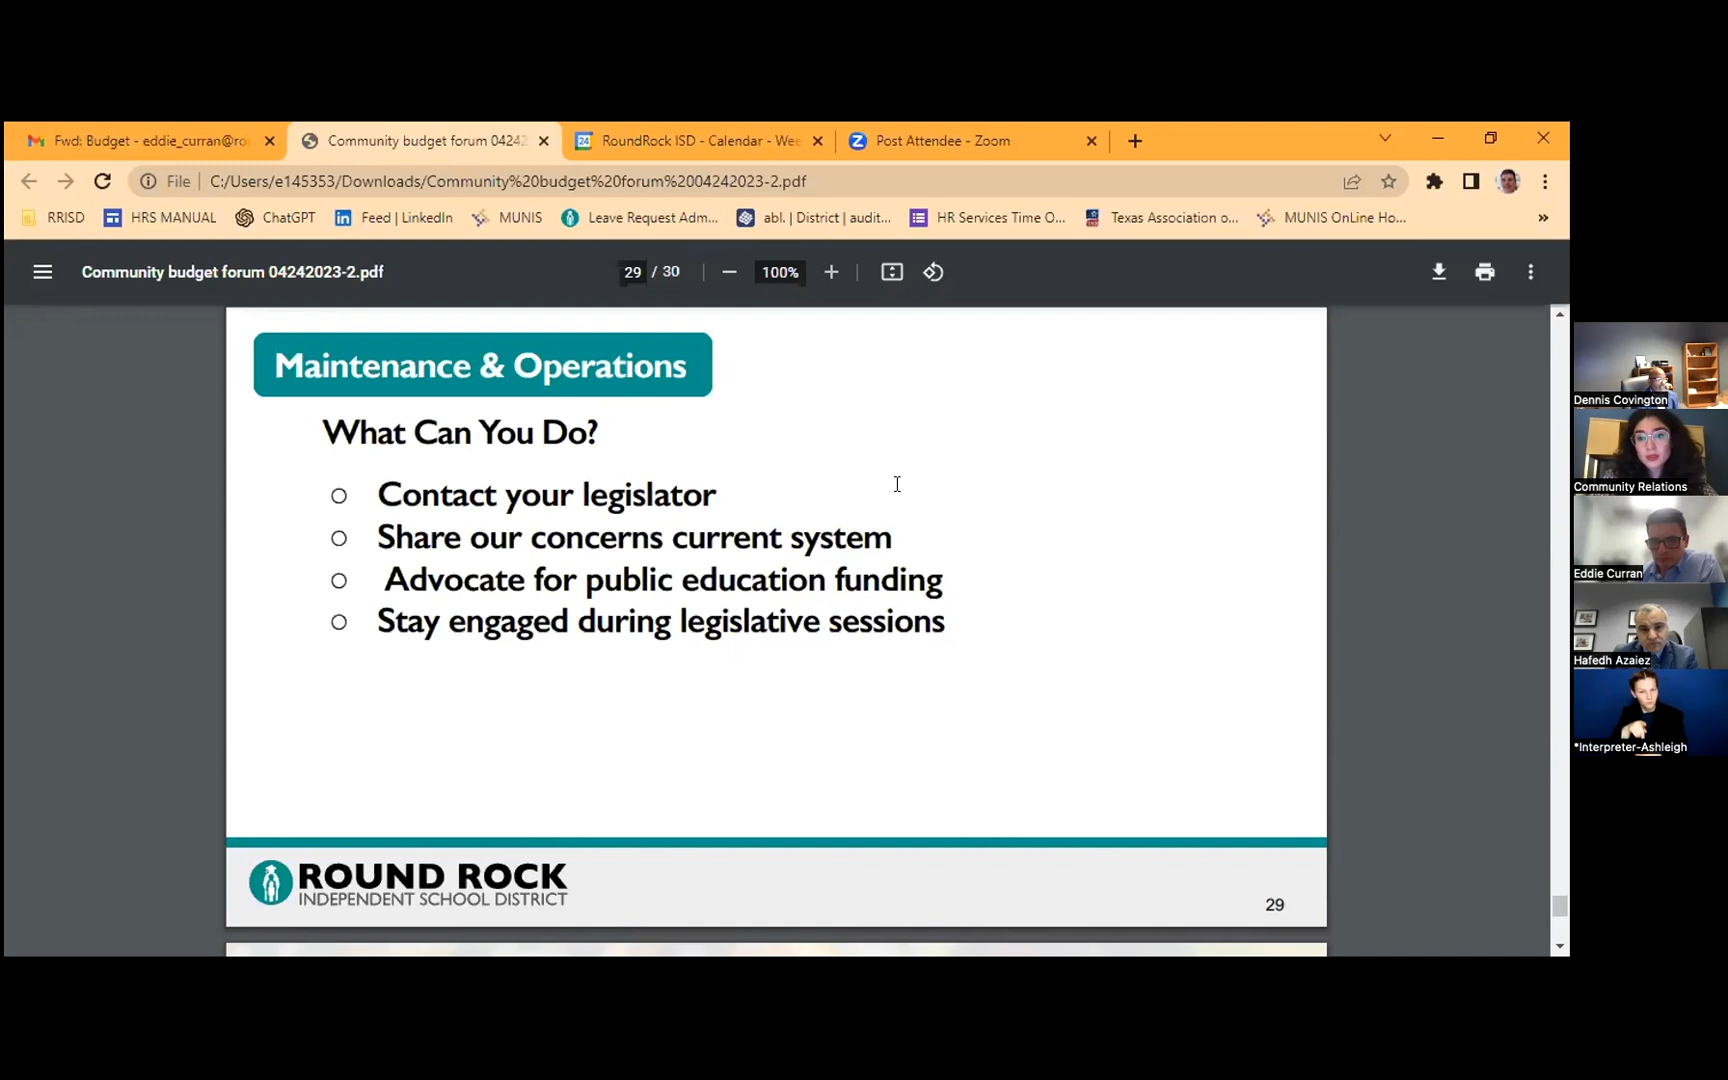 Fwd: Budget - eddie_curran@ro
Community budget forum 04242
RoundRock ISD - Calendar - Wee
Post Attendee - Zoom
File
C:/Users/e145353/Downloads/Community%20budget%20forum%2004242023-2.pdf
RRISD
HRS MANUAL
ChatGPT
Feed | LinkedIn
MUNIS
Leave Request Adm...
abl. | District | audit...
HR Services Time O...
Texas Association o...
MUNIS OnLine Ho...
Community budget forum 04242023-2.pdf
29 / 30
100%
Maintenance & Operations
What Can You Do?
Contact your legislator
Share our concerns current system
Advocate for public education funding
Stay engaged during legislative sessions
ROUND ROCK
INDEPENDENT SCHOOL DISTRICT
29
Dennis Covington
Community Relations
Eddie Curran
Hafedh Azaiez
*Interpreter-Ashleigh